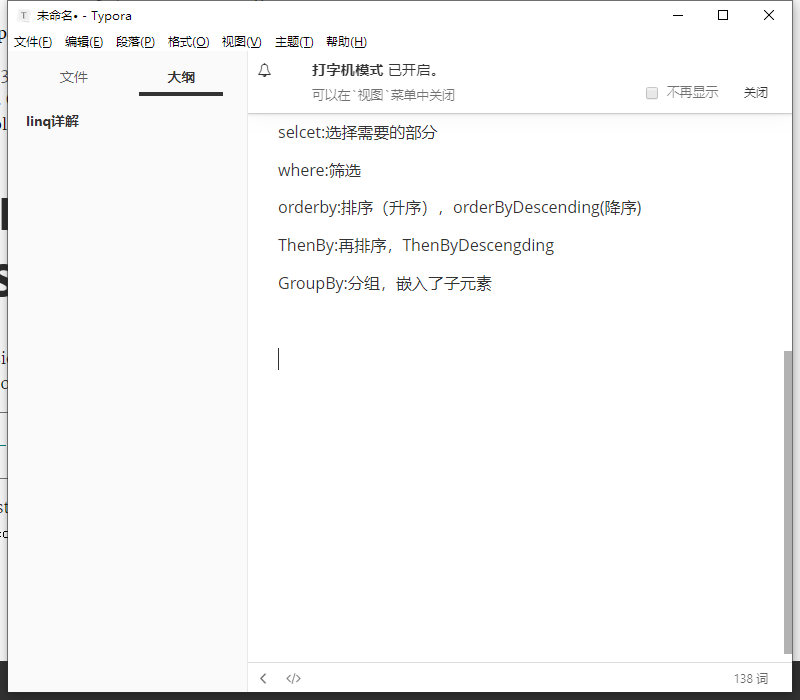 未命名• - Typora
文件(F) 编辑(E) 段落(P) 格式(O) 视图(V) 主题(T) 帮助(H)
文件 大纲
linq详解
打字机模式 已开启。
可以在`视图`菜单中关闭
不再显示 关闭
selcet:选择需要的部分
where:筛选
orderby:排序（升序），orderByDescending(降序)
ThenBy:再排序，ThenByDescengding
GroupBy:分组，嵌入了子元素
138 词